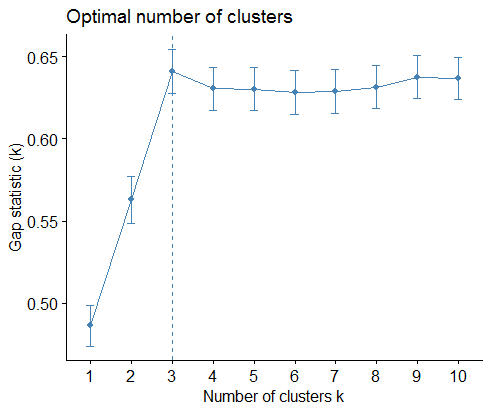 Optimal number of clusters
Gap statistic (k)
0.65
0.60
0.55
0.50
1 2 3 4 5 6 7 8 9 10
Number of clusters k